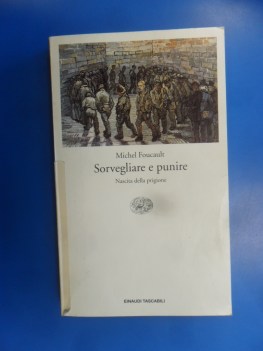 Michel Foucault
Sorvegliare e punire
Nascita della prigione
EINAUDI TASCABILI